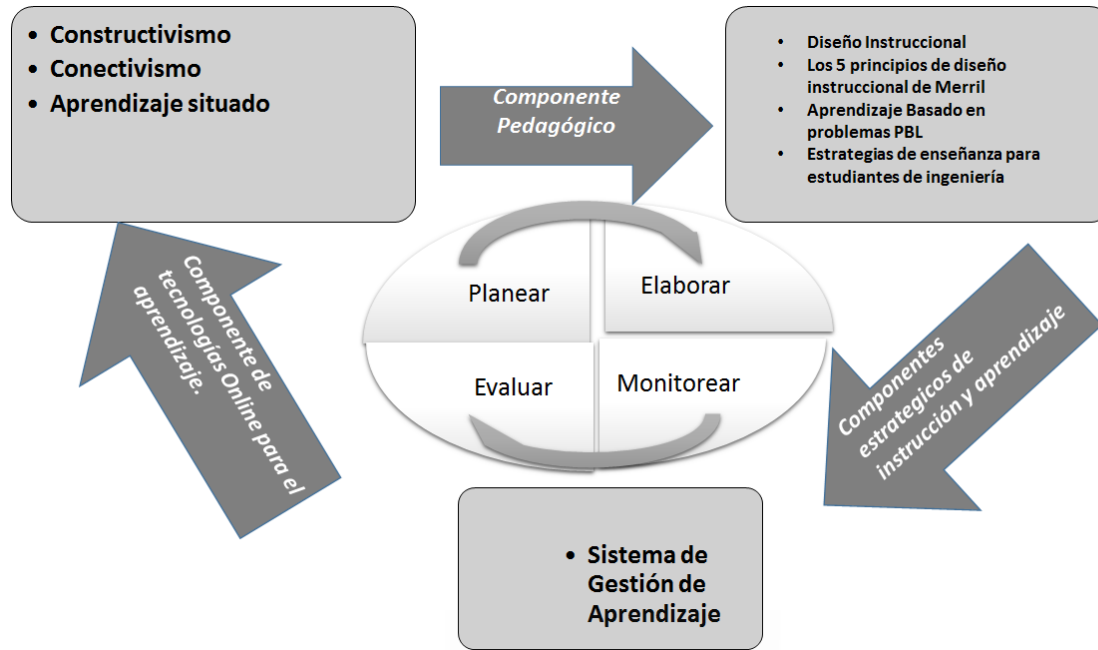 • Constructivismo
• Conectivismo
• Aprendizaje situado
Componente
Pedagógico
• Diseño Instruccional
• Los 5 principios de diseño
instruccional de Merril
• Aprendizaje Basado en
problemas PBL
• Estrategias de enseñanza para
estudiantes de ingeniería
Planear
Elaborar
Evaluar
Monitorear
Componentes
estrategicos de
instrucción y aprendizaje
• Sistema de
Gestión de
Aprendizaje
Componente de
tecnologías Online para el
aprendizaje.